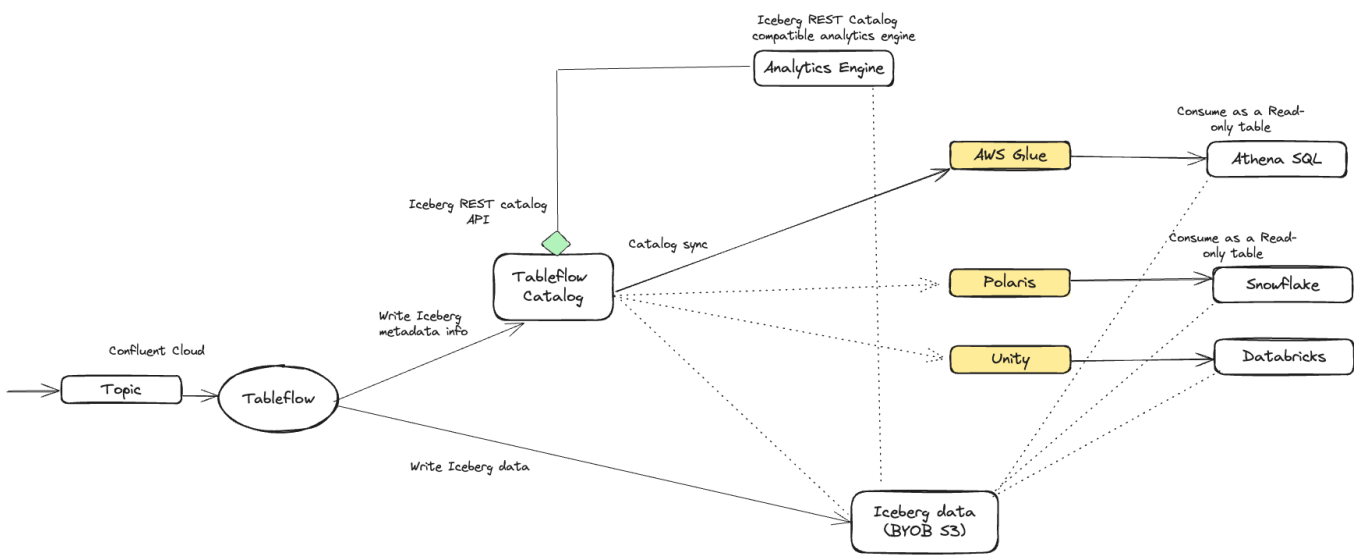 Iceberg REST Catalog
compatible analytics engine
Analytics Engine
Consume as a Read-
only table
AWS Glue
Athena SQL
Iceberg REST catalog
API
Catalog sync
Consume as a Read-
only table
Tableflow
Catalog
Polaris
Snowflake
Write Iceberg
metadata info
Confluent Cloud
Unity
Databricks
Topic
Tableflow
Write Iceberg data
Iceberg data
(BYOB S3)